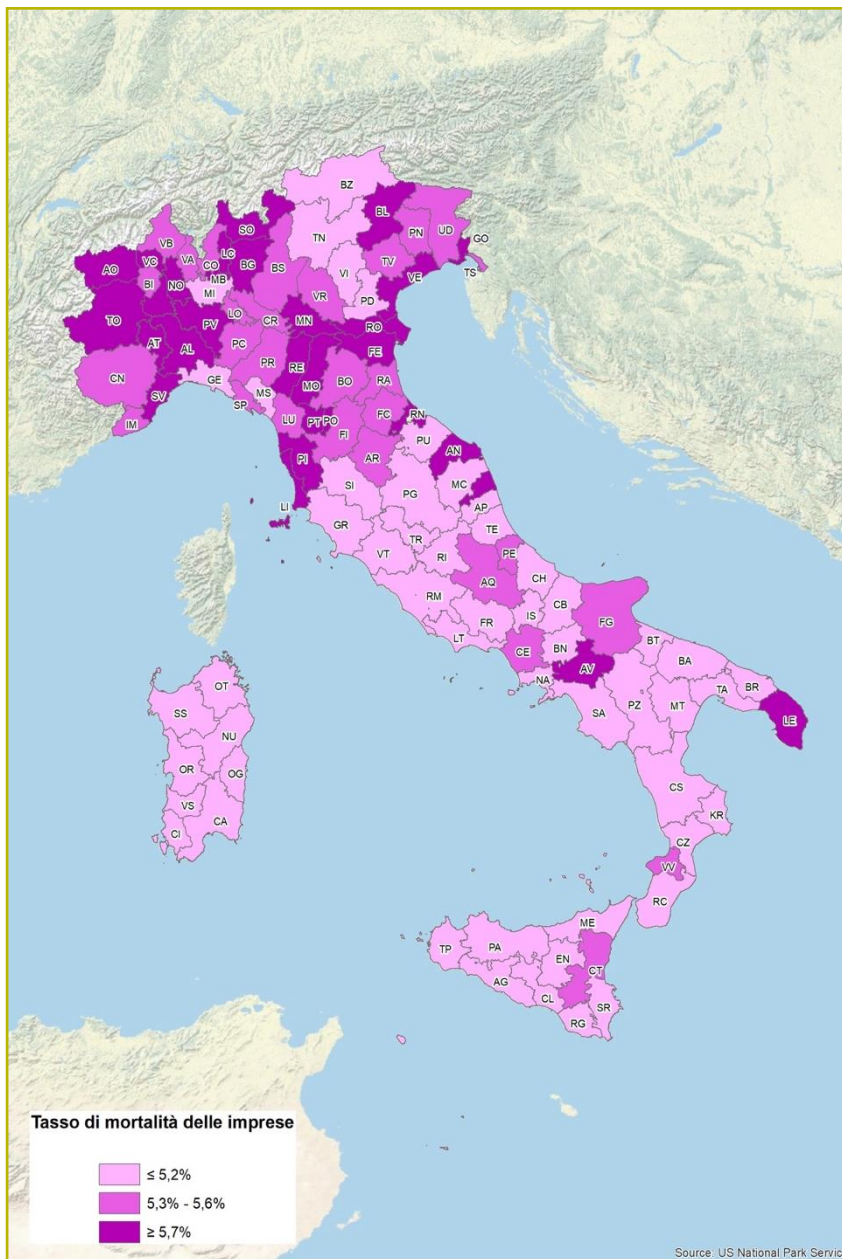 BZ
BL
SO
TN
PN
UD
GO
VB
LC
AO
VC
VA
CO
BG
TV
BI
NO
MB
BS
VI
VE
TS
MI
VR
PD
TO
PV
LO
CR
MN
RO
AT
AL
PC
FE
PR
RE
CN
GE
MO
BO
RA
SV
MS
SP
FC
RN
IM
LU
PT
PO
FI
PU
AN
PI
AR
MC
SI
PG
LI
AP
GR
TE
TR
VT
RI
PE
AQ
CH
RM
CB
IS
FG
FR
LT
CE
BN
BT
AV
BA
NA
OT
PZ
TA
BR
SA
MT
LE
SS
NU
OR
OG
CS
VS
CA
KR
CI
CZ
VV
RC
ME
TP
PA
EN
CT
AG
CL
SR
RG
Tasso di mortalità delle imprese
≤ 5,2%
5,3% - 5,6%
≥ 5,7%
Source: US National Park Servic